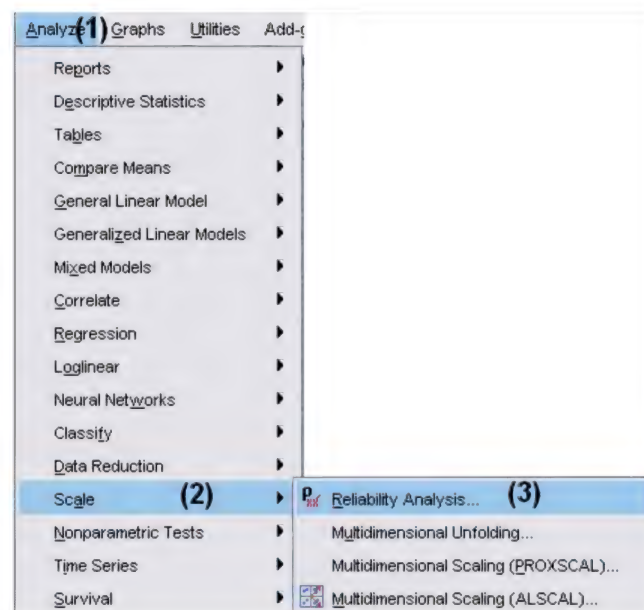 Analyze (1) Graphs Utilities
Reports
Descriptive Statistics
Tables
Compare Means
General Linear Model
Generalized Linear Models
Mixed Models
Correlate
Regression
Loglinear
Neural Networks
Classify
Data Reduction
Scale (2)
Reliability Analysis... (3)
Nonparametric Tests
Multidimensional Unfolding...
Time Series
Multidimensional Scaling (PROXSCAL)...
Survival
Multidimensional Scaling (ALSCAL)...